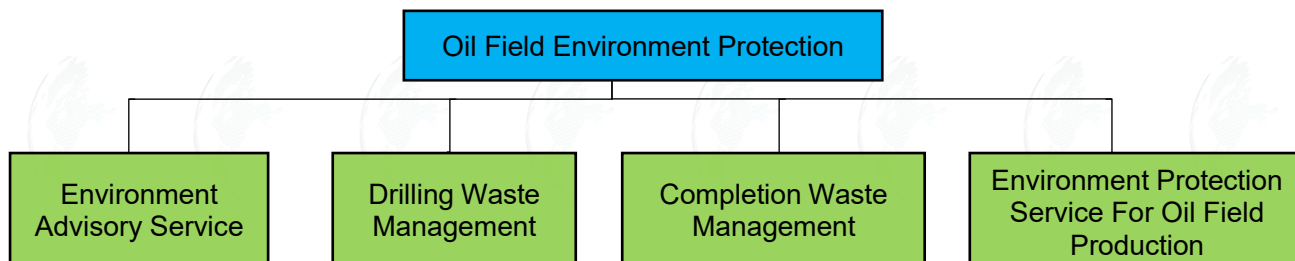 Oil Field Environment Protection
Environment
Advisory Service
Drilling Waste
Management
Completion Waste
Management
Environment Protection
Service For Oil Field
Production